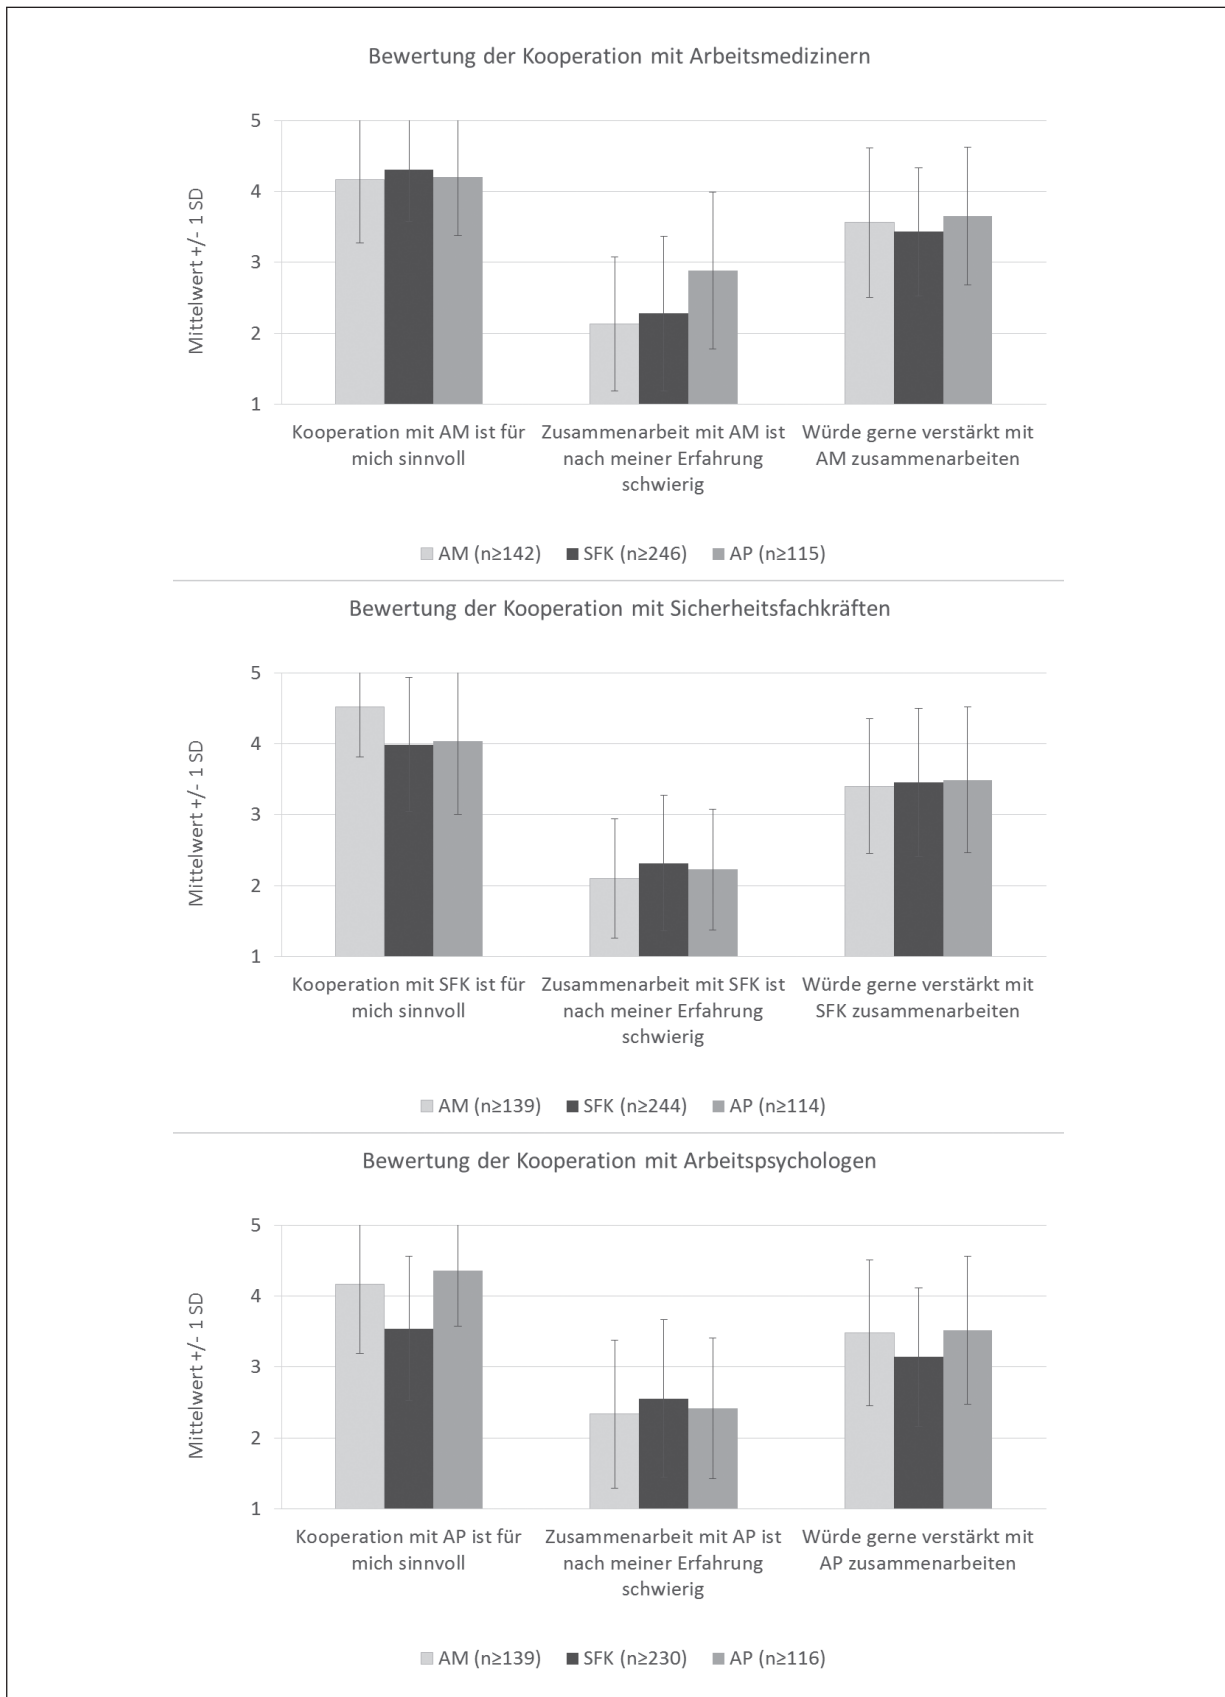 Bewertung der Kooperation mit Arbeitsmedizinern
Mittelwert +/- 1 SD
5
4
3
2
1
Kooperation mit AM ist für
mich sinnvoll
Zusammenarbeit mit AM ist
nach meiner Erfahrung
schwierig
Würde gerne verstärkt mit
AM zusammenarbeiten
AM (n≥142) SFK (n≥246) AP (n≥115)
Bewertung der Kooperation mit Sicherheitsfachkräften
Mittelwert +/- 1 SD
5
4
3
2
1
Kooperation mit SFK ist für
mich sinnvoll
Zusammenarbeit mit SFK ist
nach meiner Erfahrung
schwierig
Würde gerne verstärkt mit
SFK zusammenarbeiten
AM (n≥139) SFK (n≥244) AP (n≥114)
Bewertung der Kooperation mit Arbeitspsychologen
Mittelwert +/- 1 SD
5
4
3
2
1
Kooperation mit AP ist für
mich sinnvoll
Zusammenarbeit mit AP ist
nach meiner Erfahrung
schwierig
Würde gerne verstärkt mit
AP zusammenarbeiten
AM (n≥139) SFK (n≥230) AP (n≥116)